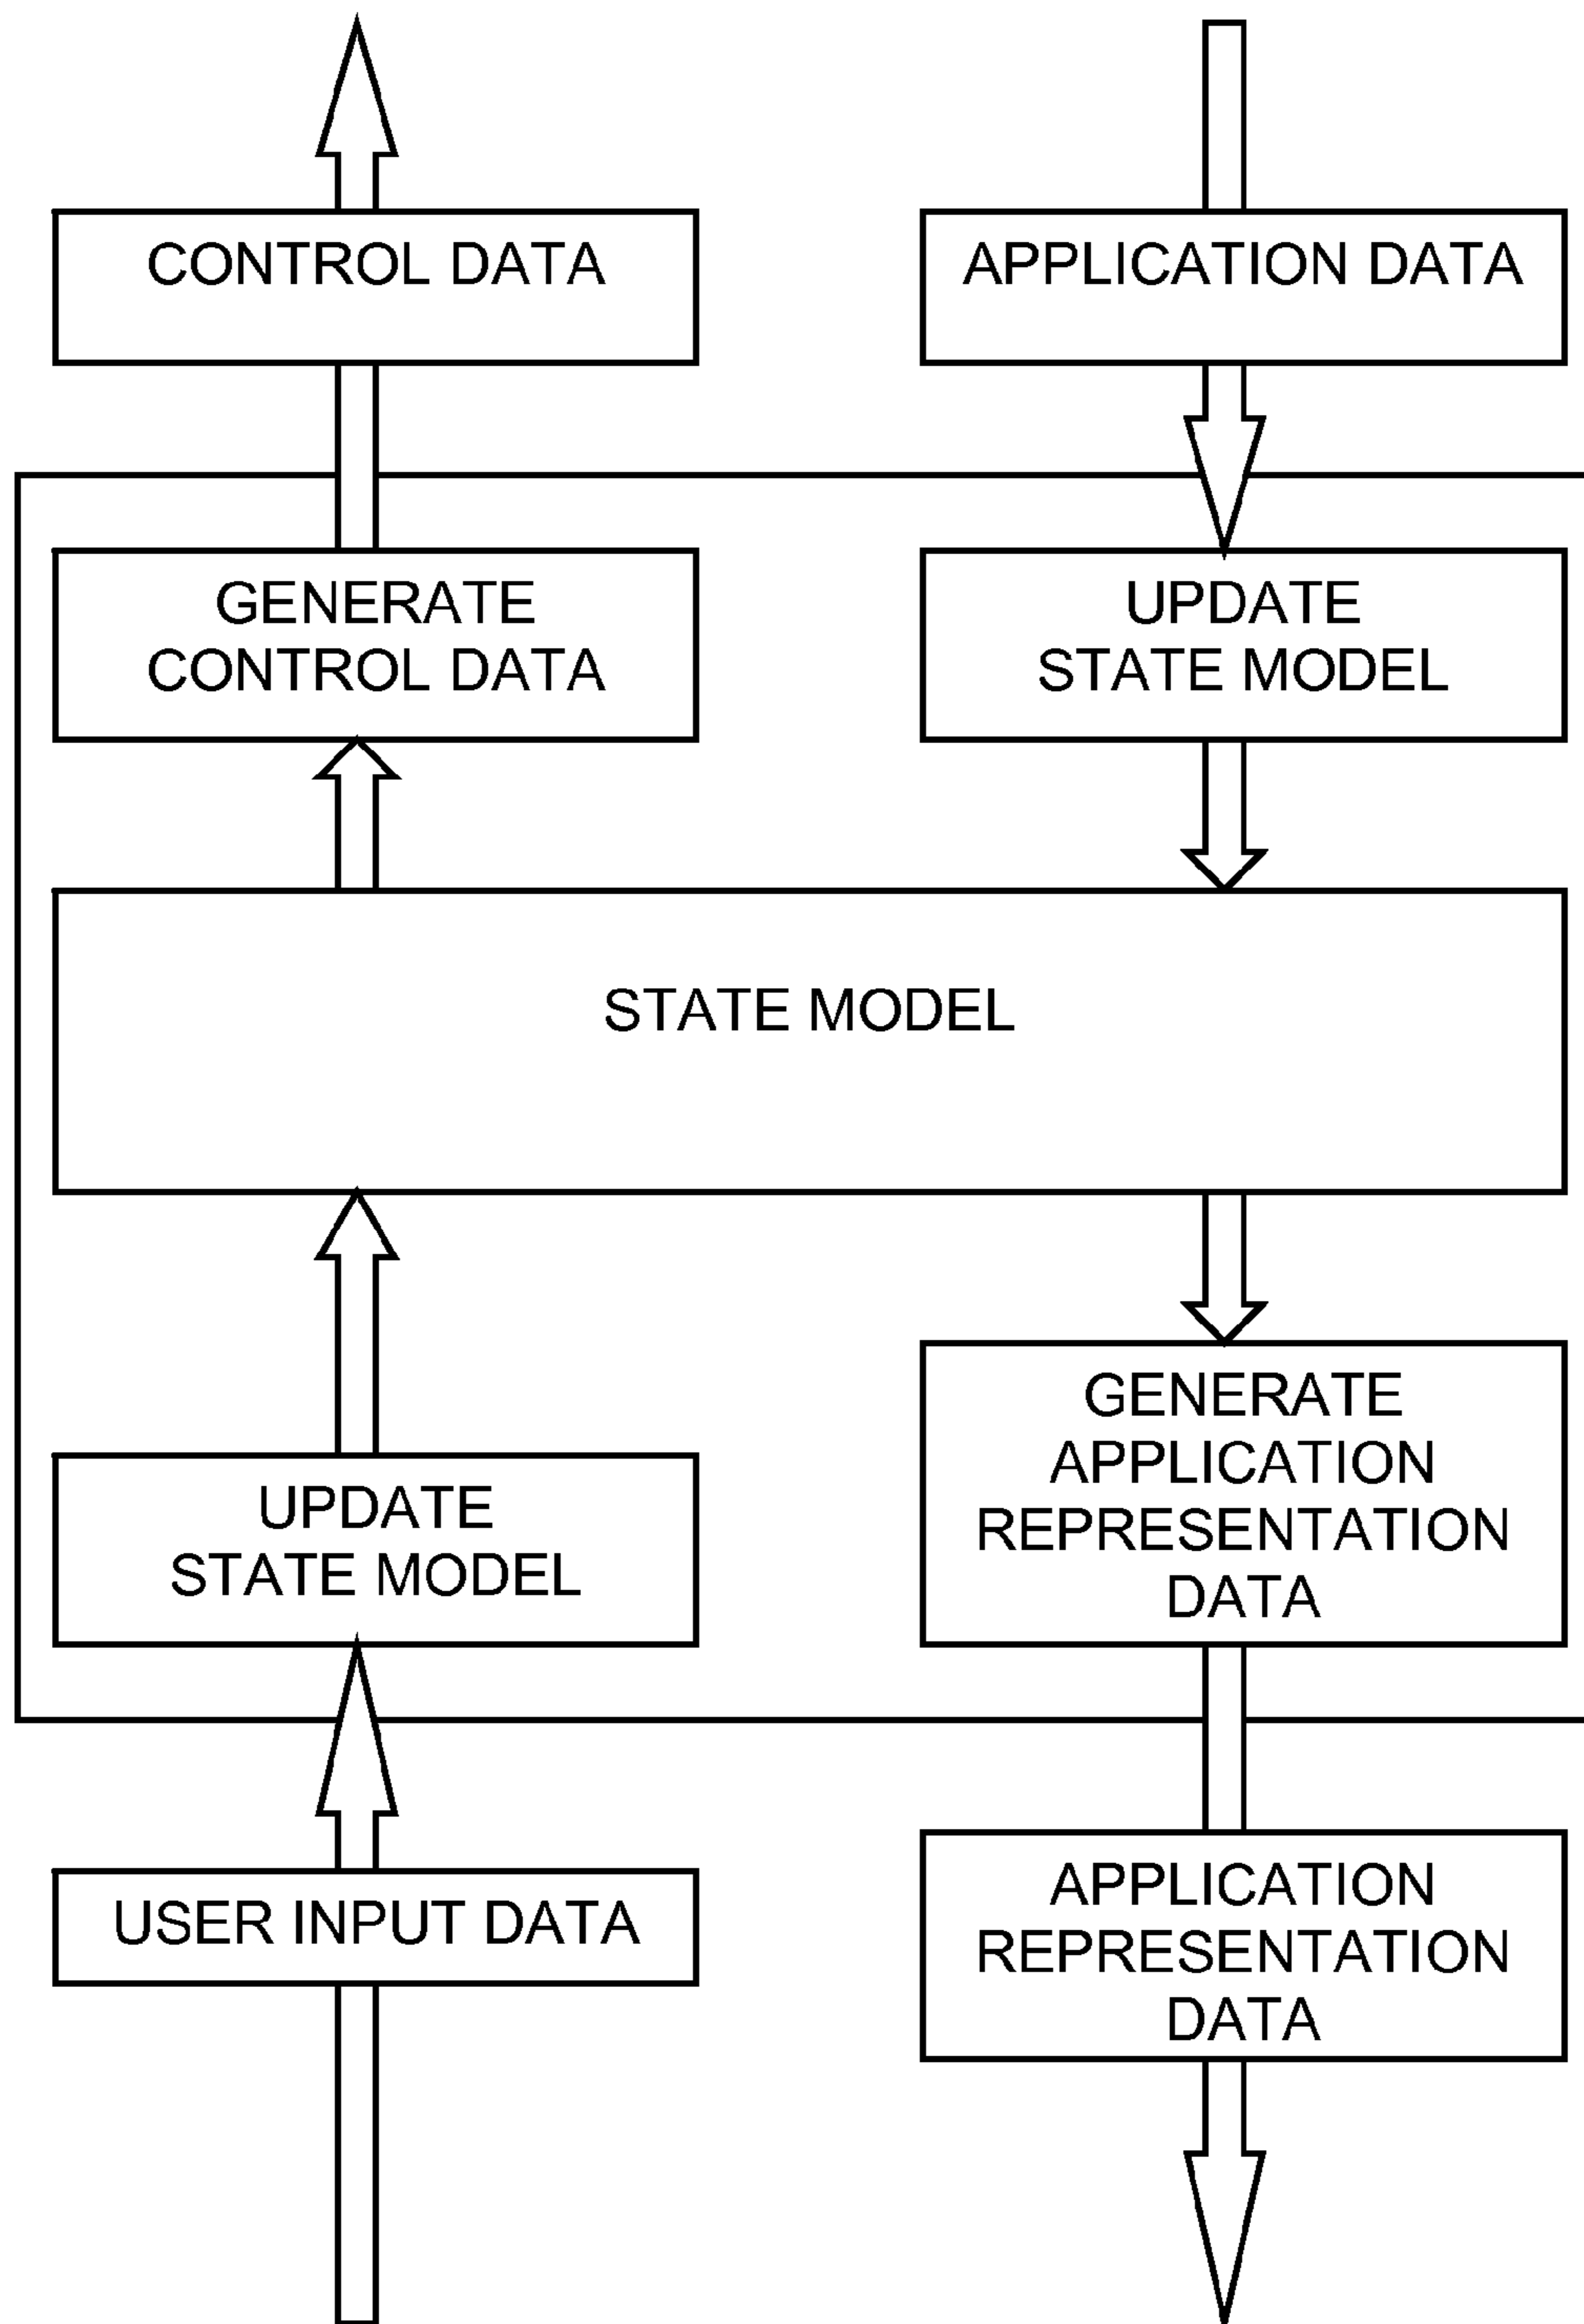 CONTROL DATA
APPLICATION DATA
GENERATE
CONTROL DATA
UPDATE
STATE MODEL
STATE MODEL
GENERATE
APPLICATION
REPRESENTATION
DATA
UPDATE
STATE MODEL
USER INPUT DATA
APPLICATION
REPRESENTATION
DATA